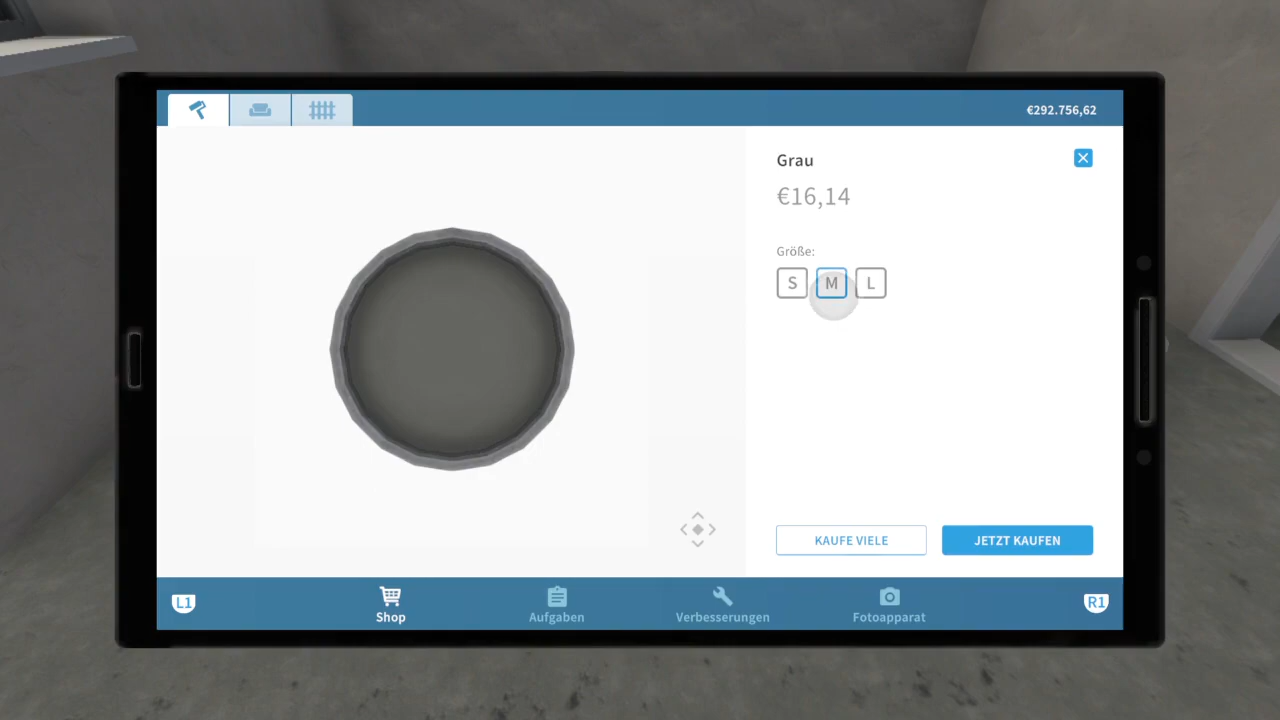 €292.756,62
Grau
€16,14
Größe:
S M L
KAUFE VIELE JETZT KAUFEN
L1 R1
Shop Aufgaben Verbesserungen Fotoapparat